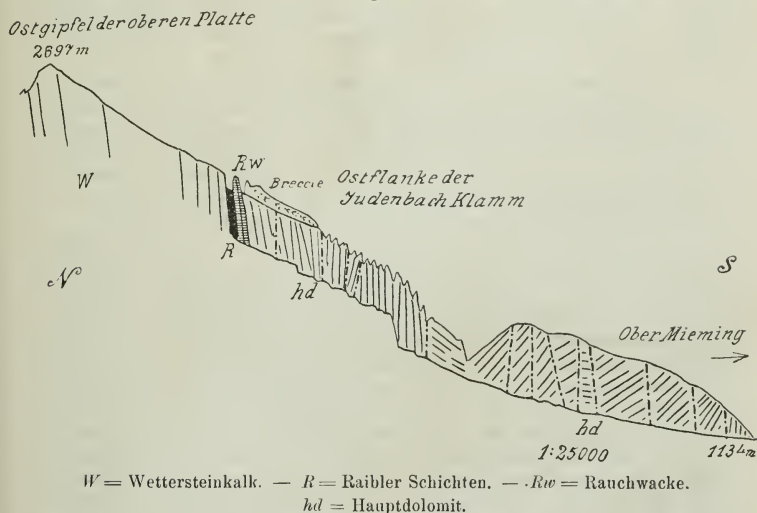 Ostgipfel der oberen Platte
2697 m
Rw
Breccie
Ostflanke der
Judenbach Klamm
W
R
N
S
hd
Ober Mieming
hd
1:25000
1134m
W = Wettersteinkalk. — R = Raibler Schichten. — Rw = Rauchwacke.
hd = Hauptdolomit.